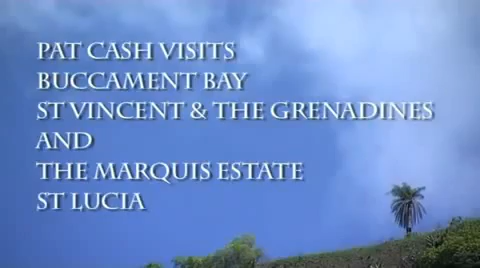 PAT CASH VISITS
BUCCAMENT BAY
ST VINCENT & THE GRENADINES
AND
THE MARQUIS ESTATE
ST LUCIA